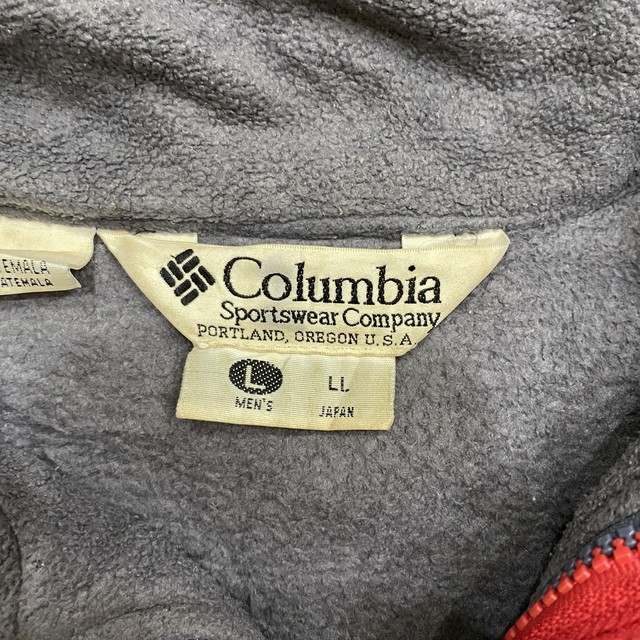 Columbia
Sportswear Company
PORTLAND, OREGON U.S.A.
L LL
MEN'S JAPAN